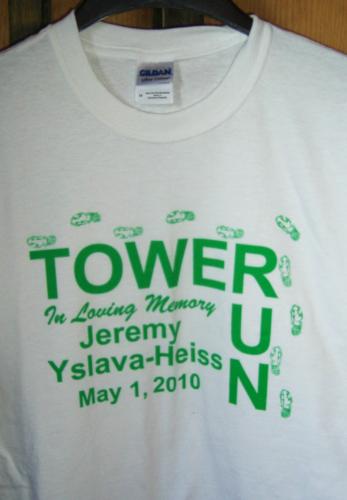 GILDAN
TOWER
RUN
In Loving Memory
Jeremy
Yslava-Heiss
May 1, 2010